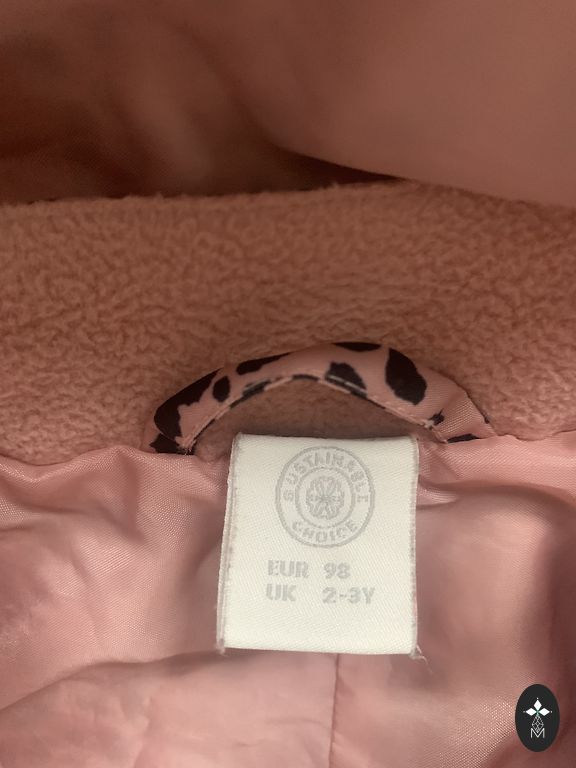 SUSTAINABLE
CHOICE
EUR 98
UK 2-3Y
M